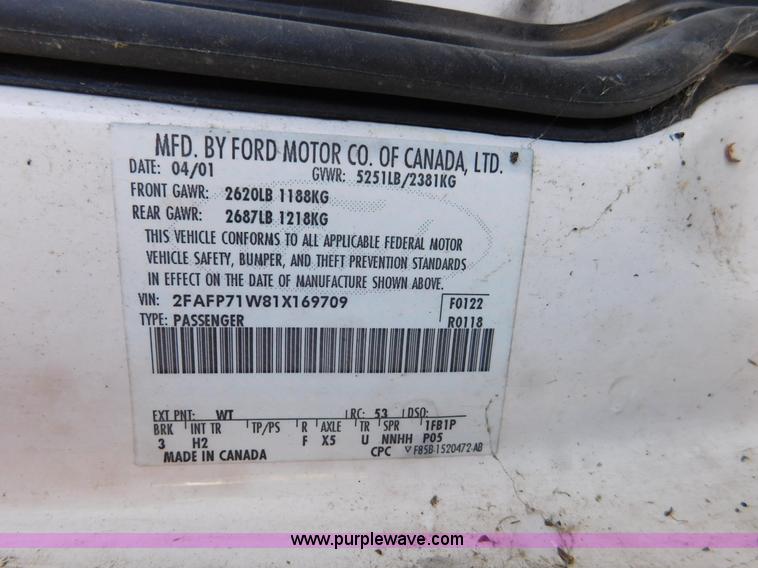 MFD. BY FORD MOTOR CO. OF CANADA, LTD.
DATE: 04/01 GVWR: 5251LB/2381KG
FRONT GAWR: 2620LB 1188KG
REAR GAWR: 2687LB 1218KG
THIS VEHICLE CONFORMS TO ALL APPLICABLE FEDERAL MOTOR
VEHICLE SAFETY, BUMPER, AND THEFT PREVENTION STANDARDS
IN EFFECT ON THE DATE OF MANUFACTURE SHOWN ABOVE.
VIN: 2FAFP71W81X169709 F0122
TYPE: PASSENGER R0118
EXT PNT: WT RC: 53 DSO:
BRK INT TR TP/PS R AXLE TR SPR 1FB1P
3 H2 F X5 U NNHH P05
MADE IN CANADA CPC F85B-1520472-AB
www.purplewave.com